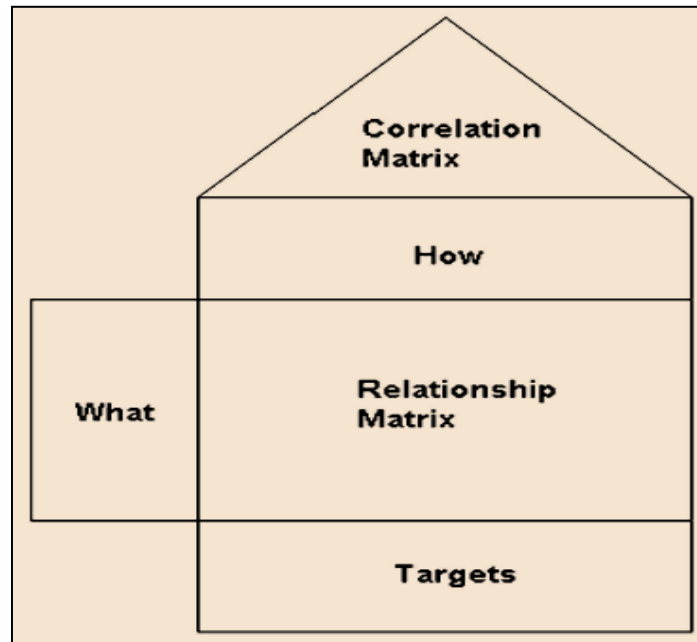 Correlation
Matrix
How
What
Relationship
Matrix
Targets